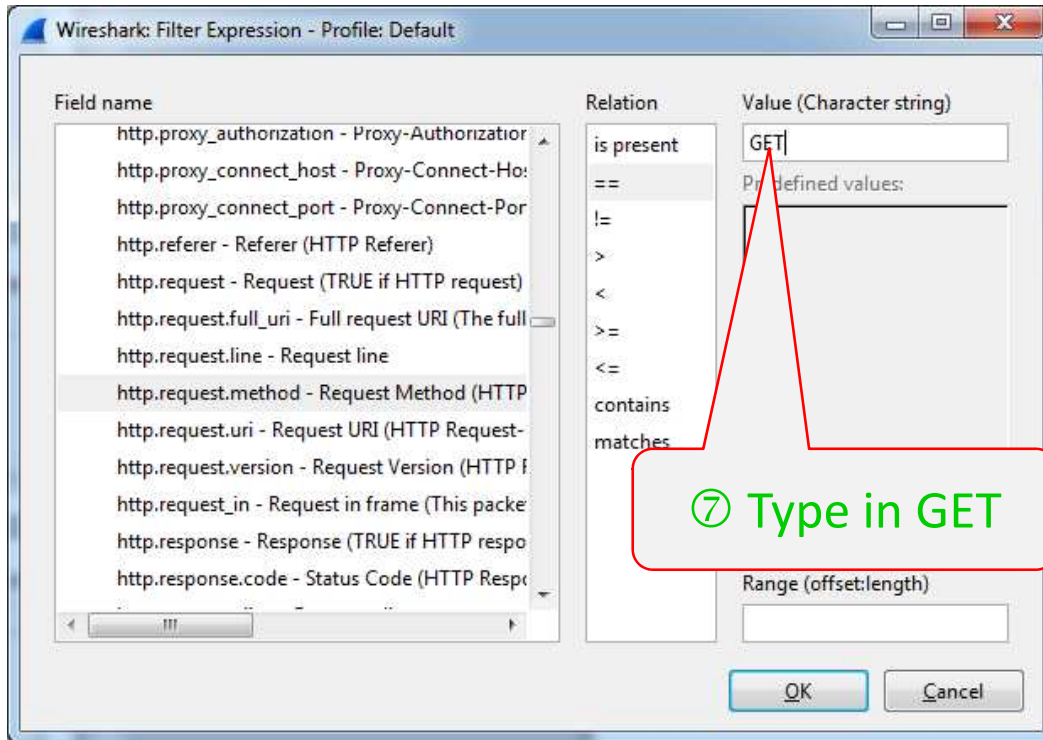 Wireshark: Filter Expression - Profile: Default
Field name
http.proxy_authorization - Proxy-Authorization
http.proxy_connect_host - Proxy-Connect-Hos
http.proxy_connect_port - Proxy-Connect-Por
http.referer - Referer (HTTP Referer)
http.request - Request (TRUE if HTTP request)
http.request.full_uri - Full request URI (The full
http.request.line - Request line
http.request.method - Request Method (HTTP
http.request.uri - Request URI (HTTP Request-
http.request.version - Request Version (HTTP
http.request_in - Request in frame (This packe
http.response - Response (TRUE if HTTP respo
http.response.code - Status Code (HTTP Resp
Relation
is present
==
!=
>
<
>=
<=
contains
matches
Value (Character string)
GET
Predefined values:
⑦ Type in GET
Range (offset:length)
OK
Cancel